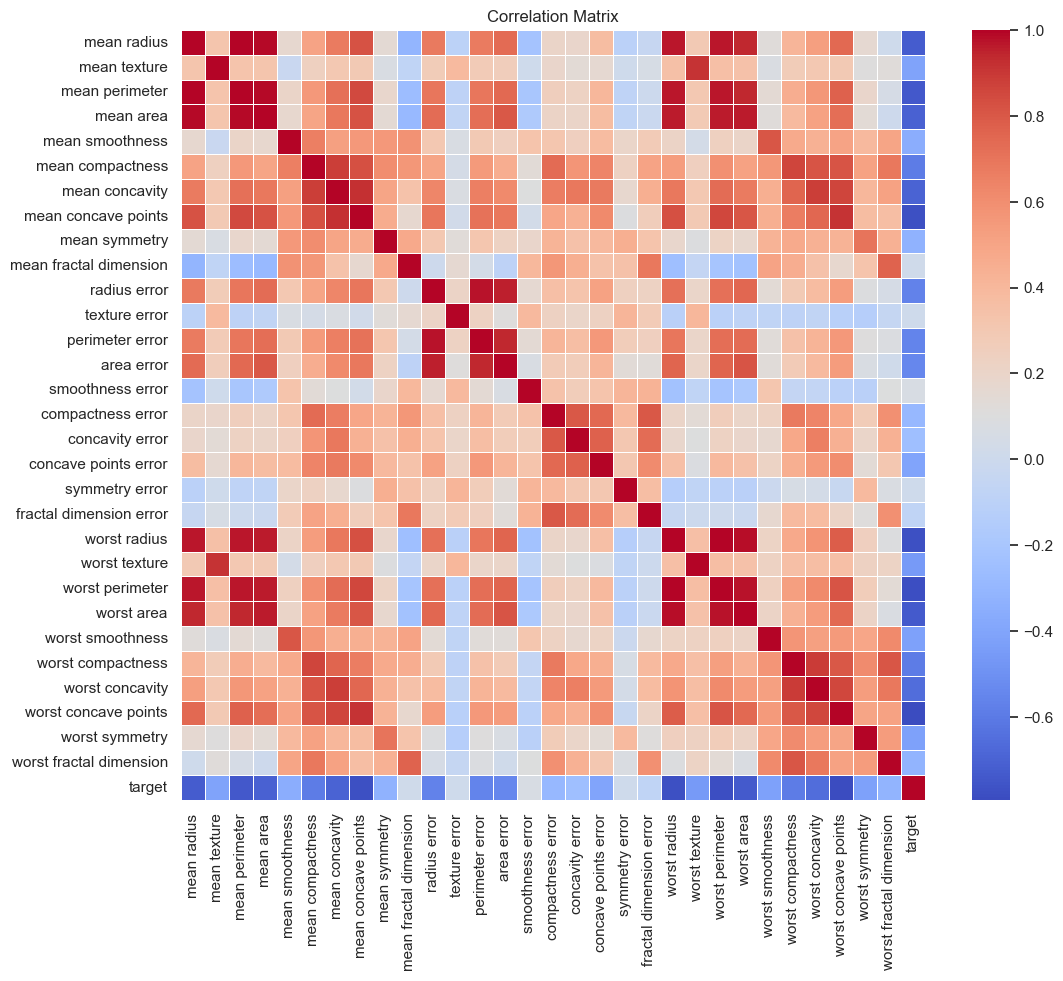 Correlation Matrix
mean radius
mean texture
mean perimeter
mean area
mean smoothness
mean compactness
mean concavity
mean concave points
mean symmetry
mean fractal dimension
radius error
texture error
perimeter error
area error
smoothness error
compactness error
concavity error
concave points error
symmetry error
fractal dimension error
worst radius
worst texture
worst perimeter
worst area
worst smoothness
worst compactness
worst concavity
worst concave points
worst symmetry
worst fractal dimension
target
mean radius
mean texture
mean perimeter
mean area
mean smoothness
mean compactness
mean concavity
mean concave points
mean symmetry
mean fractal dimension
radius error
texture error
perimeter error
area error
smoothness error
compactness error
concavity error
concave points error
symmetry error
fractal dimension error
worst radius
worst texture
worst perimeter
worst area
worst smoothness
worst compactness
worst concavity
worst concave points
worst symmetry
worst fractal dimension
target
1.0
0.8
0.6
0.4
0.2
0.0
−0.2
−0.4
−0.6